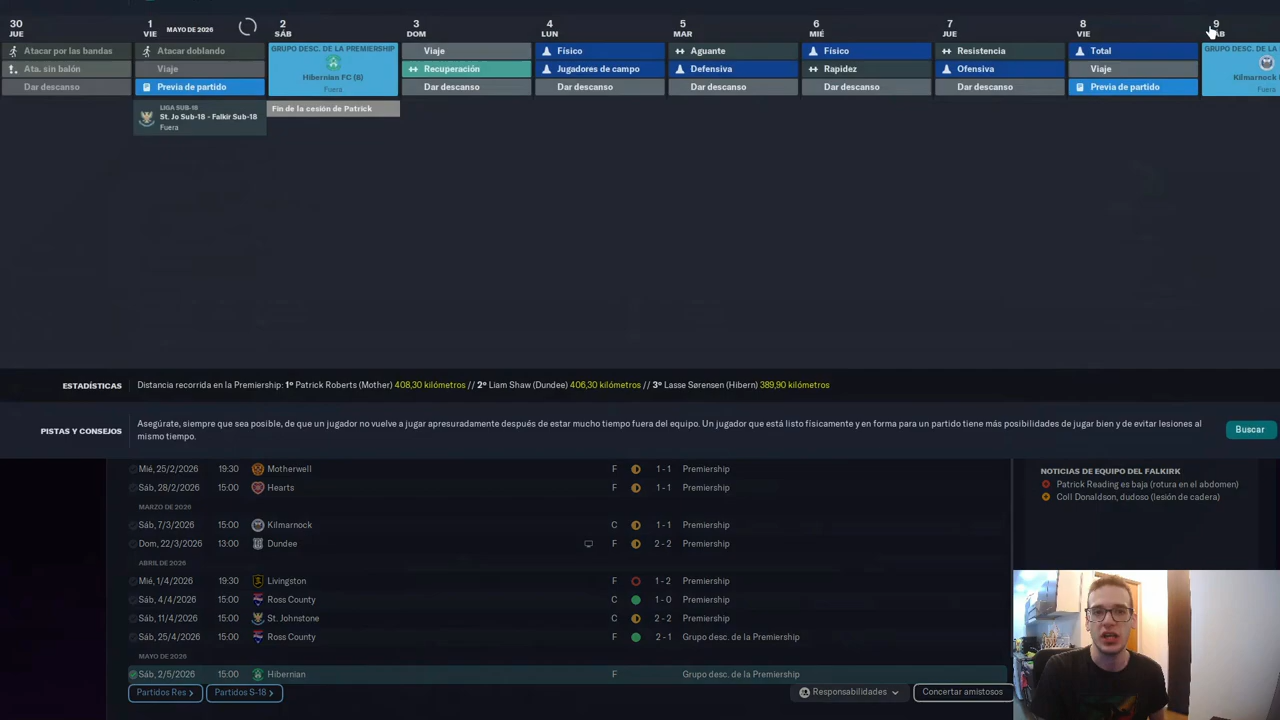 30
JUE
1
VIE
MAYO DE 2026
2
SÁB
3
DOM
4
LUN
5
MAR
6
MIÉ
7
JUE
8
VIE
9
Atacar por las bandas
Ata. sin balón
Dar descanso
Atacar doblando
Viaje
Previa de partido
LIGA SUB-18
St. Jo Sub-18 - Falkir Sub-18
Fuera
GRUPO DESC. DE LA PREMIERSHIP
Hibernian FC (8)
Fuera
Fin de la cesión de Patrick
Viaje
Recuperación
Dar descanso
Físico
Jugadores de campo
Dar descanso
Aguante
Defensiva
Dar descanso
Físico
Rapidez
Dar descanso
Resistencia
Ofensiva
Dar descanso
Total
Viaje
Previa de partido
GRUPO DESC. DE LA
Kilmarnock
Fuera
ESTADÍSTICAS
Distancia recorrida en la Premiership: 1º Patrick Roberts (Mother) 408,30 kilómetros // 2º Liam Shaw (Dundee) 406,30 kilómetros // 3º Lasse Sørensen (Hibern) 389,90 kilómetros
PISTAS Y CONSEJOS
Asegúrate, siempre que sea posible, de que un jugador no vuelve a jugar apresuradamente después de estar mucho tiempo fuera del equipo. Un jugador que está listo físicamente y en forma para un partido tiene más posibilidades de jugar bien y de evitar lesiones al
mismo tiempo.
Buscar
Mié, 25/2/2026 19:30 Motherwell F 1 - 1 Premiership
Sáb, 28/2/2026 15:00 Hearts F 1 - 1 Premiership
MARZO DE 2026
Sáb, 7/3/2026 15:00 Kilmarnock C 1 - 1 Premiership
Dom, 22/3/2026 13:00 Dundee F 2 - 2 Premiership
ABRIL DE 2026
Mié, 1/4/2026 19:30 Livingston F 1 - 2 Premiership
Sáb, 4/4/2026 15:00 Ross County C 1 - 0 Premiership
Sáb, 11/4/2026 15:00 St. Johnstone C 2 - 2 Premiership
Sáb, 25/4/2026 15:00 Ross County F 2 - 1 Grupo desc. de la Premiership
MAYO DE 2026
Sáb, 2/5/2026 15:00 Hibernian F Grupo desc. de la Premiership
Partidos Res
Partidos S-18
Responsabilidades
Concertar amistosos
NOTICIAS DE EQUIPO DEL FALKIRK
Patrick Reading es baja (rotura en el abdomen)
Coll Donaldson, dudoso (lesión de cadera)